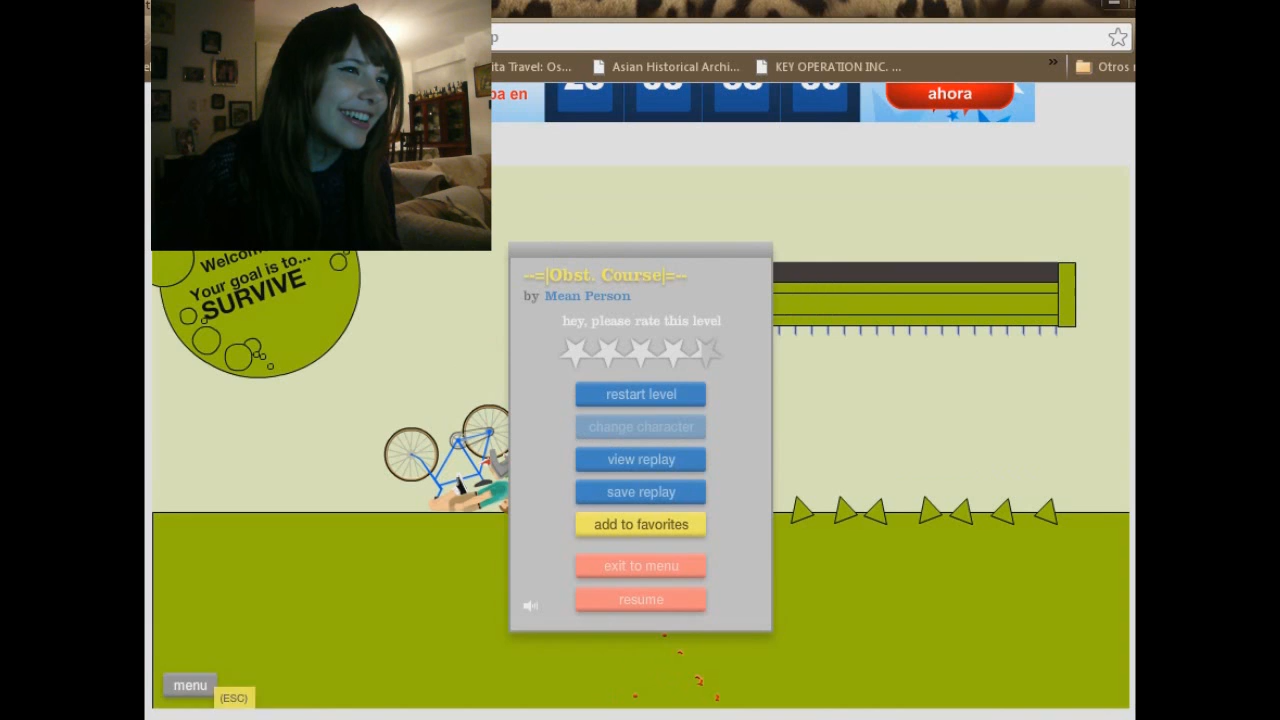 p
ita Travel: Os...
Asian Historical Archi...
KEY OPERATION INC. ...
»
Otros
en
ahora
Your goal is to...
SURVIVE
--=|Obst. Course|=--
by Mean Person
hey, please rate this level
restart level
change character
view replay
save replay
add to favorites
exit to menu
resume
menu
(ESC)